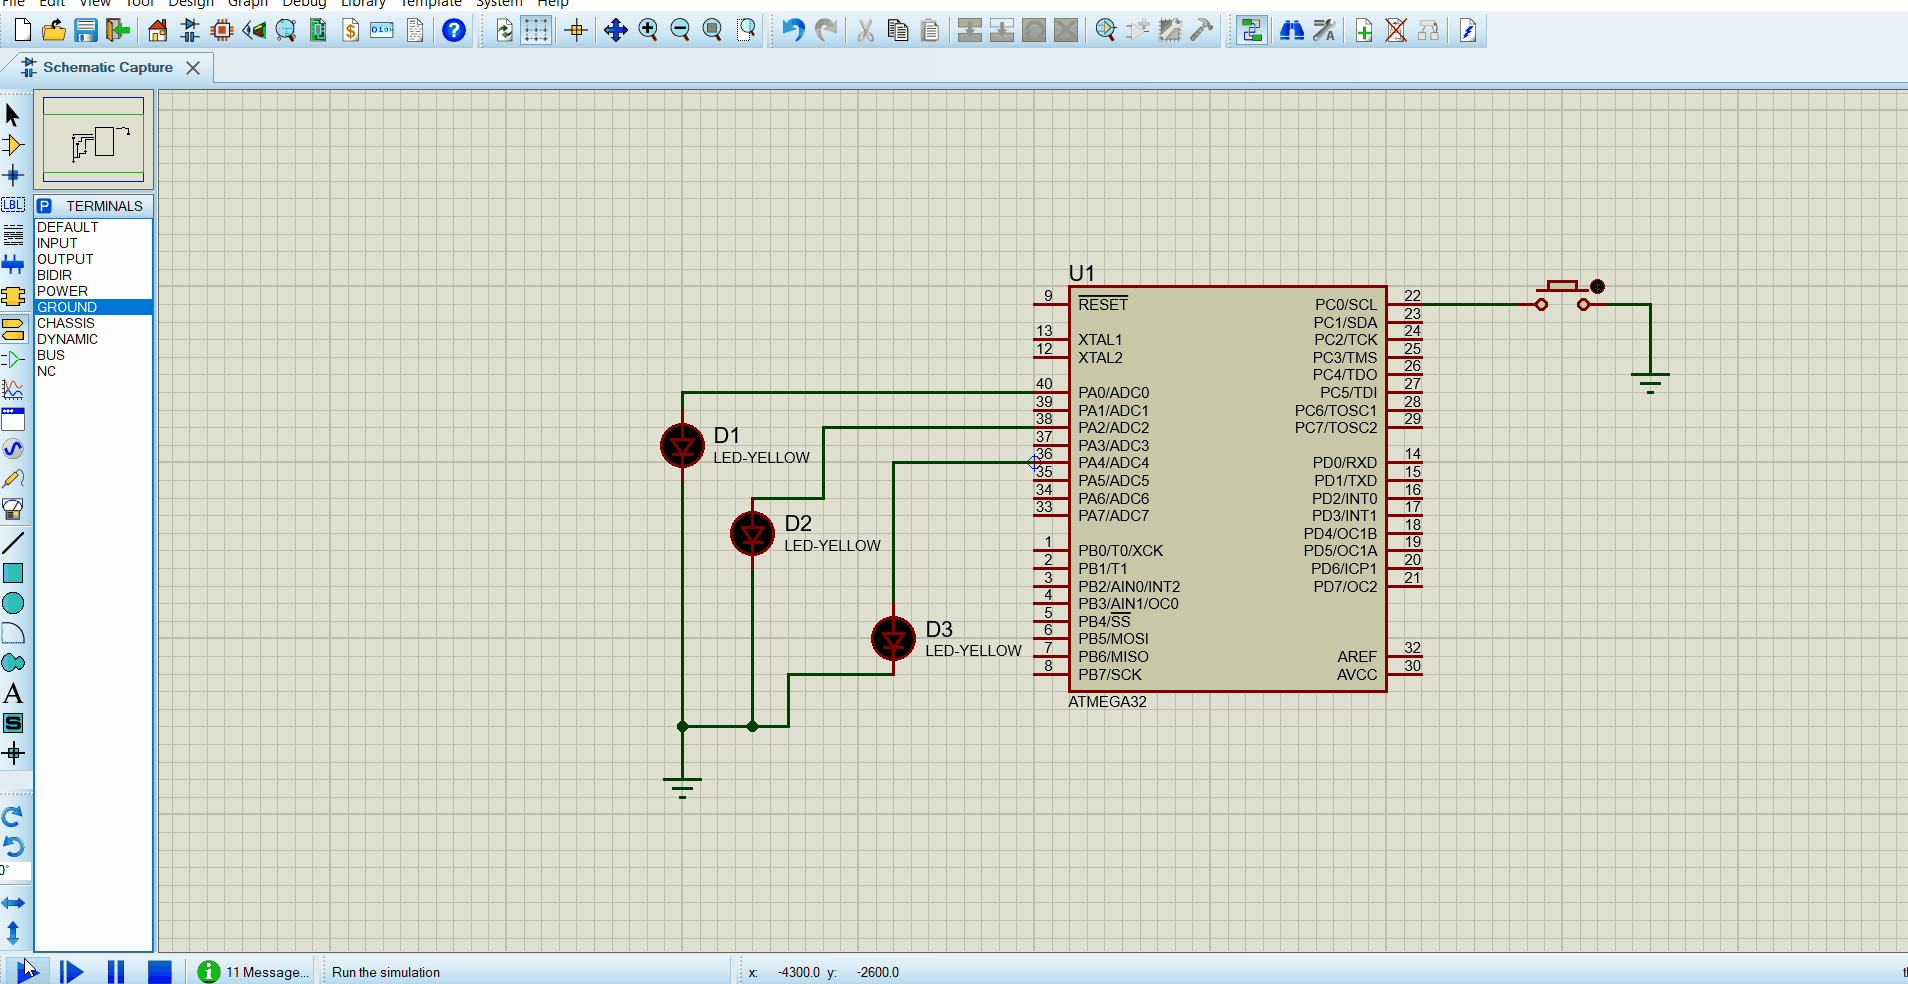 File Edit View Tool Design Graph Debug Library Template System Help
Schematic Capture
LBL
P TERMINALS
DEFAULT
INPUT
OUTPUT
BIDIR
POWER
GROUND
CHASSIS
DYNAMIC
BUS
NC
A
S
0°
U1
9 RESET
13 XTAL1
12 XTAL2
40 PA0/ADC0
39 PA1/ADC1
38 PA2/ADC2
37 PA3/ADC3
36 PA4/ADC4
35 PA5/ADC5
34 PA6/ADC6
33 PA7/ADC7
1 PB0/T0/XCK
2 PB1/T1
3 PB2/AIN0/INT2
4 PB3/AIN1/OC0
5 PB4/SS
6 PB5/MOSI
7 PB6/MISO
8 PB7/SCK
PC0/SCL 22
PC1/SDA 23
PC2/TCK 24
PC3/TMS 25
PC4/TDO 26
PC5/TDI 27
PC6/TOSC1 28
PC7/TOSC2 29
PD0/RXD 14
PD1/TXD 15
PD2/INT0 16
PD3/INT1 17
PD4/OC1B 18
PD5/OC1A 19
PD6/ICP1 20
PD7/OC2 21
AREF 32
AVCC 30
ATMEGA32
D1
LED-YELLOW
D2
LED-YELLOW
D3
LED-YELLOW
11 Message... Run the simulation x: -4300.0 y: -2600.0